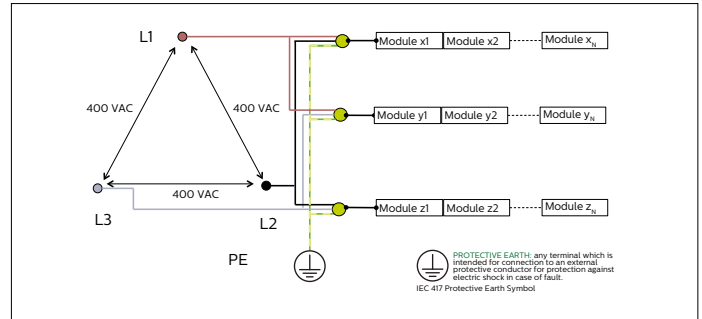 L1
Module x1 Module x2 Module xN
400 VAC 400 VAC
Module y1 Module y2 Module yN
400 VAC
L3
L2
Module z1 Module z2 Module zN
PE
PROTECTIVE EARTH: any terminal which is
intended for connection to an external
protective conductor for protection against
electric shock in case of fault.
IEC 417 Protective Earth Symbol